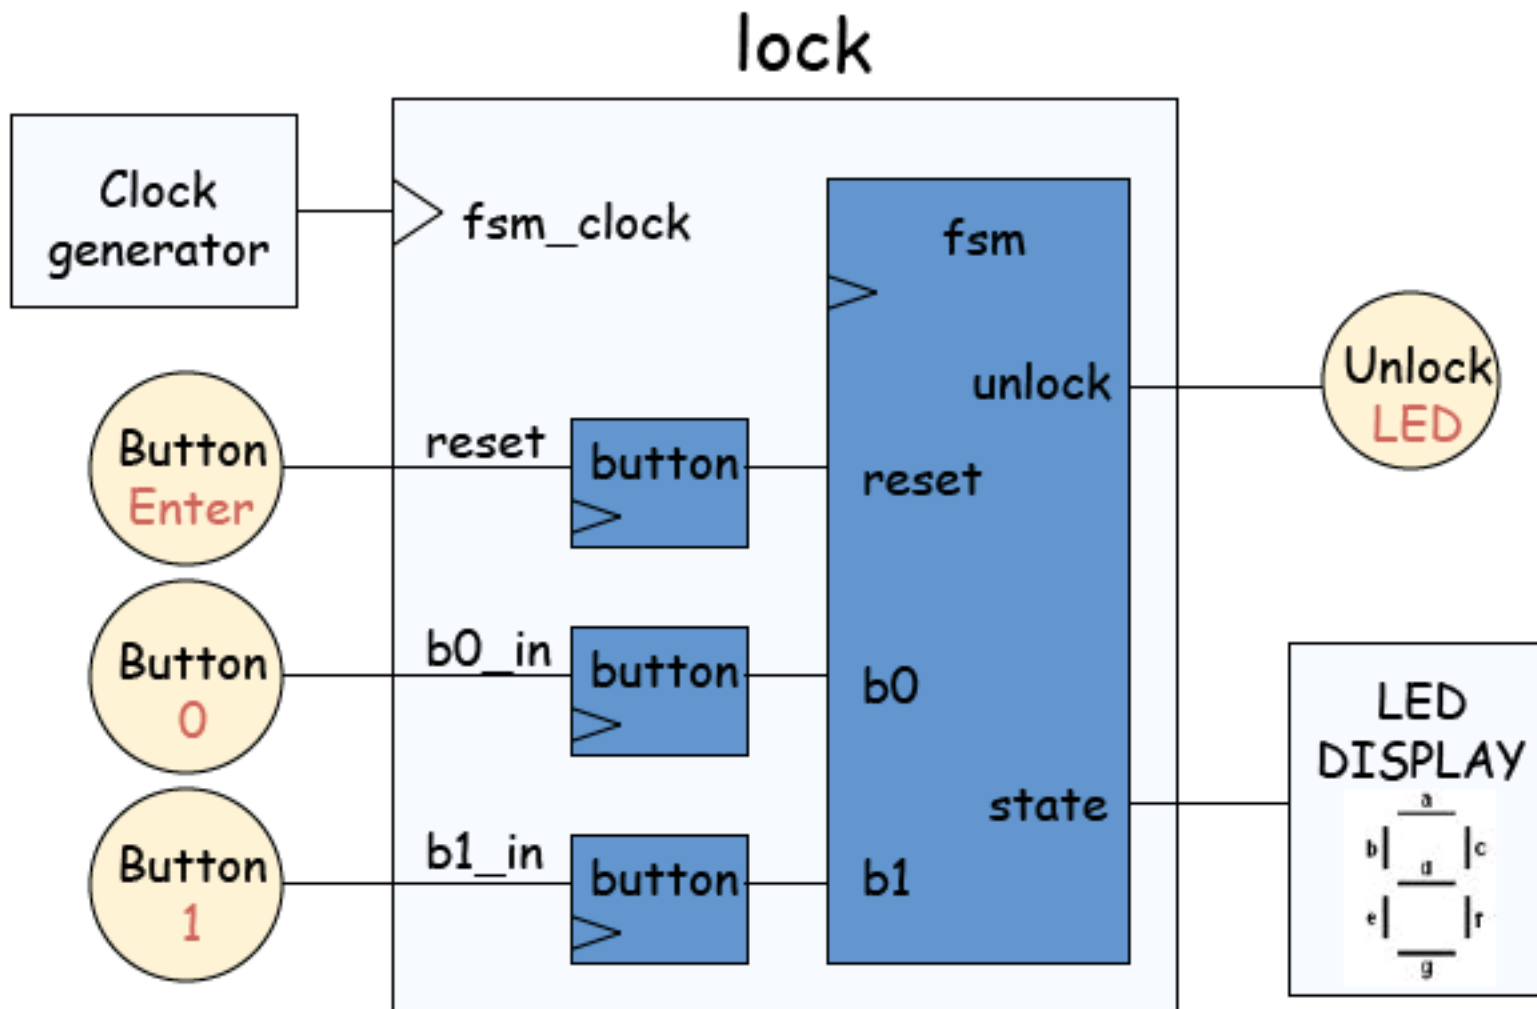 lock
Clock
generator
fsm_clock
fsm
unlock
Unlock
LED
Button
Enter
reset
button
reset
Button
0
b0_in
button
b0
Button
1
b1_in
button
b1
state
LED
DISPLAY
a
b
c
d
e
f
g